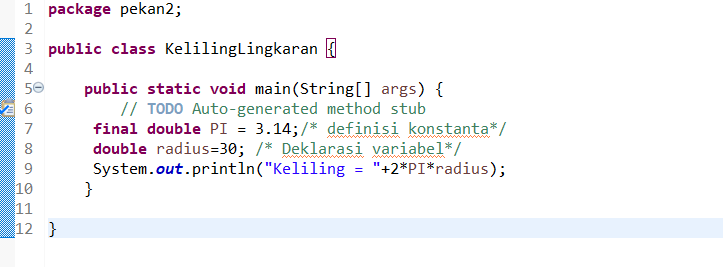 1 package pekan2;
2
3 public class KelilingLingkaran {
4
5 public static void main(String[] args) {
6 // TODO Auto-generated method stub
7 final double PI = 3.14;/* definisi konstanta*/
8 double radius=30; /* Deklarasi variabel*/
9 System.out.println("Keliling = "+2*PI*radius);
10 }
11
12 }